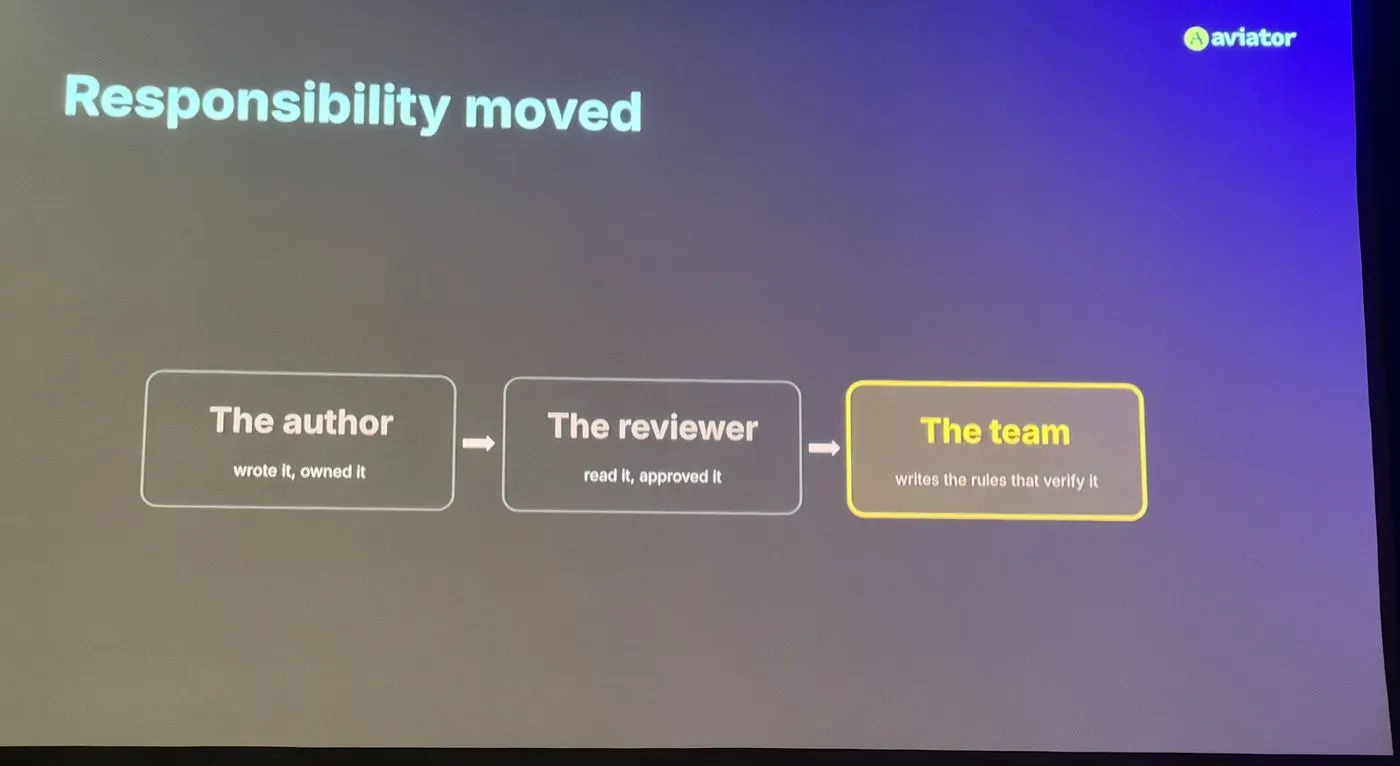 aviator
Responsibility moved
The author
wrote it, owned it
The reviewer
read it, approved it
The team
writes the rules that verify it